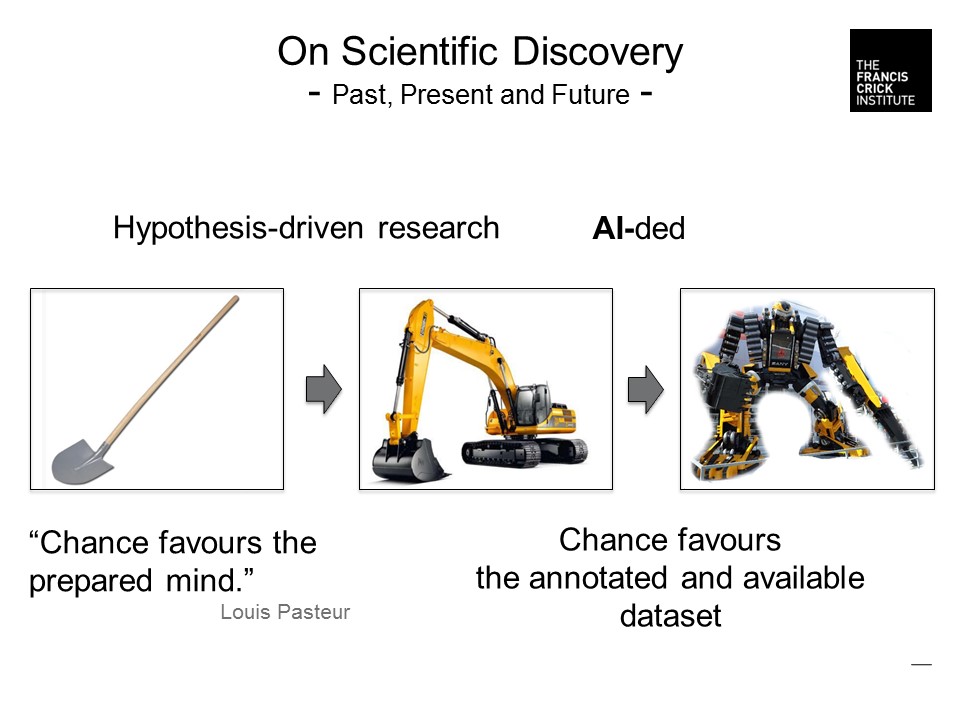 On Scientific Discovery
- Past, Present and Future -
THE
FRANCIS
CRICK
INSTITUTE
Hypothesis-driven research
AI-ded
SANY
“Chance favours the
prepared mind.”
Louis Pasteur
Chance favours
the annotated and available
dataset